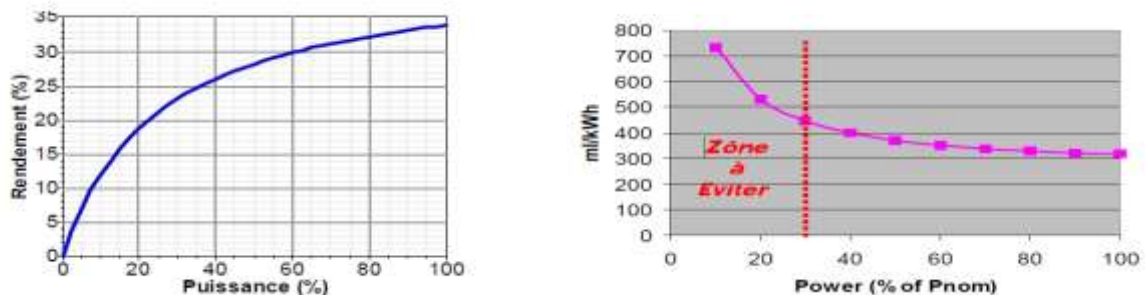 35
30
25
20
15
10
5
0
Rendement (%)
0 20 40 60 80 100
Puissance (%)
800
700
600
500
400
300
200
100
0
ml/kWh
Zône
à
Eviter
0 20 40 60 80 100
Power (% of Pnom)